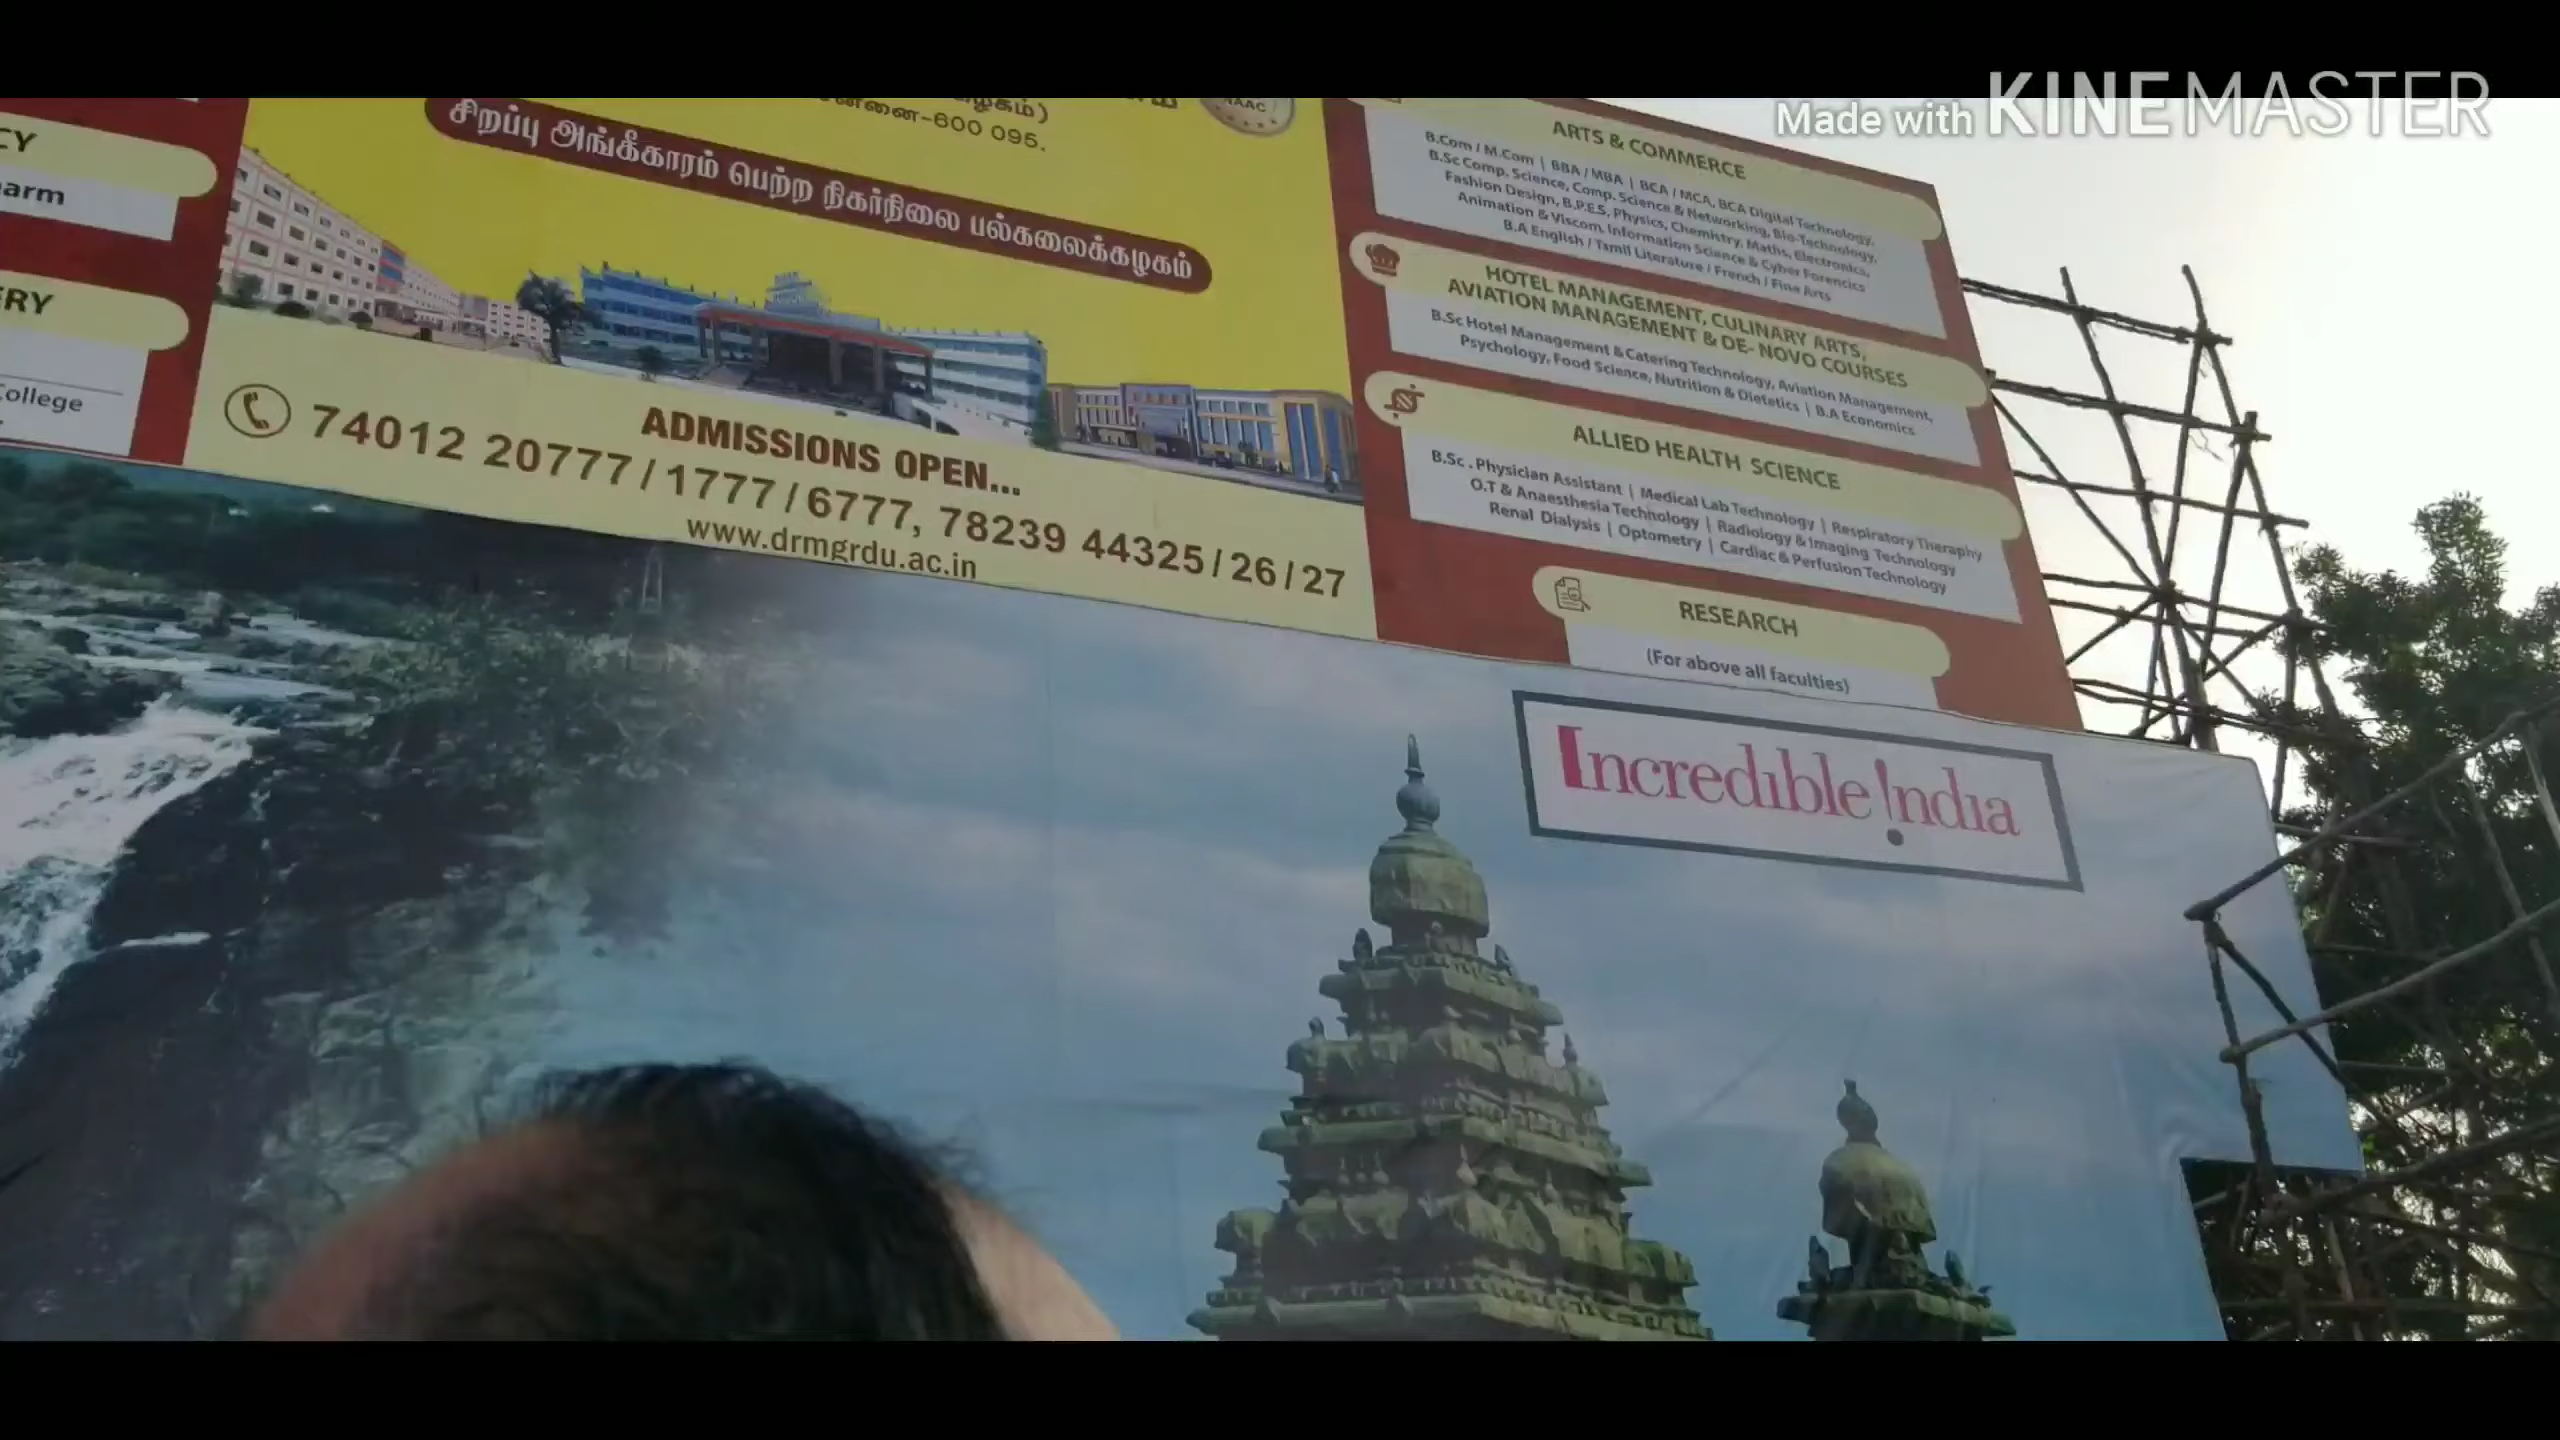 Made with KINEMASTER
CY
arm
ERY
College
னை-600 095.
சிறப்பு அங்கீகாரம் பெற்ற நிகர்நிலை பல்கலைக்கழகம்
ADMISSIONS OPEN...
74012 20777 / 1777 / 6777, 78239 44325 / 26 / 27
www.drmgrdu.ac.in
ARTS & COMMERCE
B.Com / M.Com | BBA / MBA | BCA / MCA, BCA Digital Technology,
B.Sc Comp. Science, Comp. Science & Networking, Bio-Technology,
Fashion Design, B.P.E.S, Physics, Chemistry, Maths, Electronics,
Animation & Viscom, Information Science & Cyber Forencics
B.A English / Tamil Literature / French / Fine Arts
HOTEL MANAGEMENT, CULINARY ARTS,
AVIATION MANAGEMENT & DE- NOVO COURSES
B.Sc Hotel Management & Catering Technology, Aviation Management,
Psychology, Food Science, Nutrition & Dietetics | B.A Economics
ALLIED HEALTH SCIENCE
B.Sc . Physician Assistant | Medical Lab Technology | Respiratory Theraphy
O.T & Anaesthesia Technology | Radiology & Imaging Technology
Renal Dialysis | Optometry | Cardiac & Perfusion Technology
RESEARCH
(For above all faculties)
Incredible !ndia